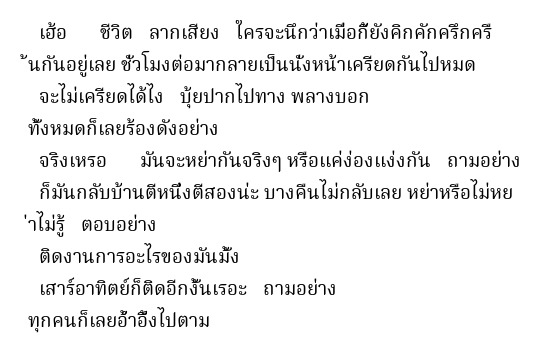 เฮ้อ ชีวิต ลากเสียง ใครจะนึกว่าเมื่อกี้ยังคิกคักครึกครื
้นกันอยู่เลย ชั่วโมงต่อมากลายเป็นนั่งหน้าเครียดกันไปหมด
จะไม่เครียดได้ไง บุ้ยปากไปทาง พลางบอก
ทั้งหมดก็เลยร้องดังอย่าง
จริงเหรอ มันจะหย่ากันจริงๆ หรือแค่ง่องแง่งกัน ถามอย่าง
ก็มันกลับบ้านตีหนึ่งตีสองน่ะ บางคืนไม่กลับเลย หย่าหรือไม่หย
่าไม่รู้ ตอบอย่าง
ติดงานการอะไรของมันมั้ง
เสาร์อาทิตย์ก็ติดอีกงั้นเรอะ ถามอย่าง
ทุกคนก็เลยอ้ำอึ้งไปตาม